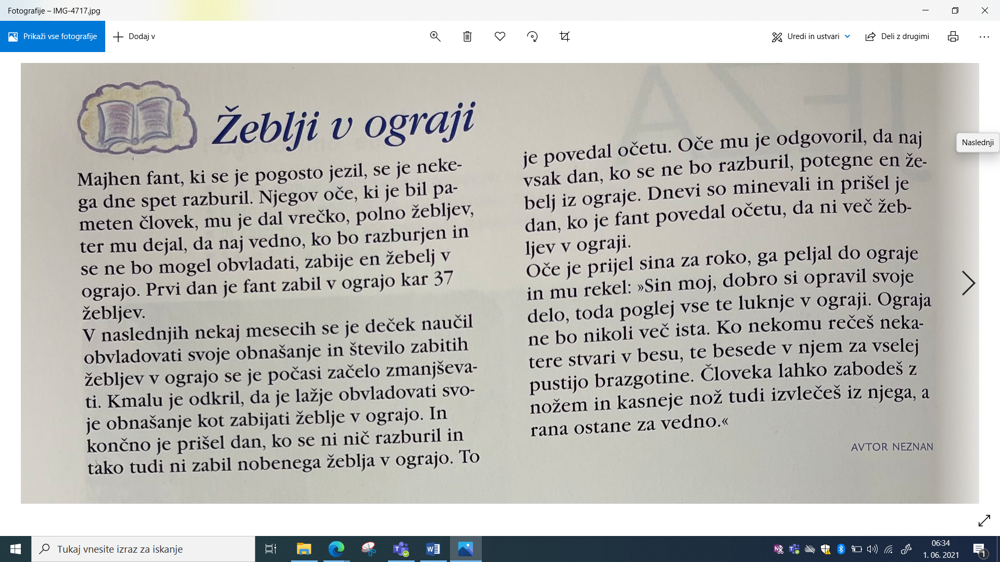 Fotografije – IMG-4717.jpg
Prikaži vse fotografije
Dodaj v
Uredi in ustvari
Deli z drugimi
JEZA
Žeblji v ograji
Majhen fant, ki se je pogosto jezil, se je neke-
ga dne spet razburil. Njegov oče, ki je bil pa-
meten človek, mu je dal vrečko, polno žebljev,
ter mu dejal, da naj vedno, ko bo razburjen in
se ne bo mogel obvladati, zabije en žebelj v
ograjo. Prvi dan je fant zabil v ograjo kar 37
žebljev.
V naslednjih nekaj mesecih se je deček naučil
obvladovati svoje obnašanje in število zabitih
žebljev v ograjo se je počasi začelo zmanjševa-
ti. Kmalu je odkril, da je lažje obvladovati svo-
je obnašanje kot zabijati žeblje v ograjo. In
končno je prišel dan, ko se ni nič razburil in
tako tudi ni zabil nobenega žeblja v ograjo. To
je povedal očetu. Oče mu je odgovoril, da naj
vsak dan, ko se ne bo razburil, potegne en že-
belj iz ograje. Dnevi so minevali in prišel je
dan, ko je fant povedal očetu, da ni več žeb-
ljev v ograji.
Oče je prijel sina za roko, ga peljal do ograje
in mu rekel: »Sin moj, dobro si opravil svoje
delo, toda poglej vse te luknje v ograji. Ograja
ne bo nikoli več ista. Ko nekomu rečeš neka-
tere stvari v besu, te besede v njem za vselej
pustijo brazgotine. Človeka lahko zabodeš z
nožem in kasneje nož tudi izvlečeš iz njega, a
rana ostane za vedno.«
AVTOR NEZNAN
Naslednji
Tukaj vnesite izraz za iskanje
06:34
1. 06. 2021
1